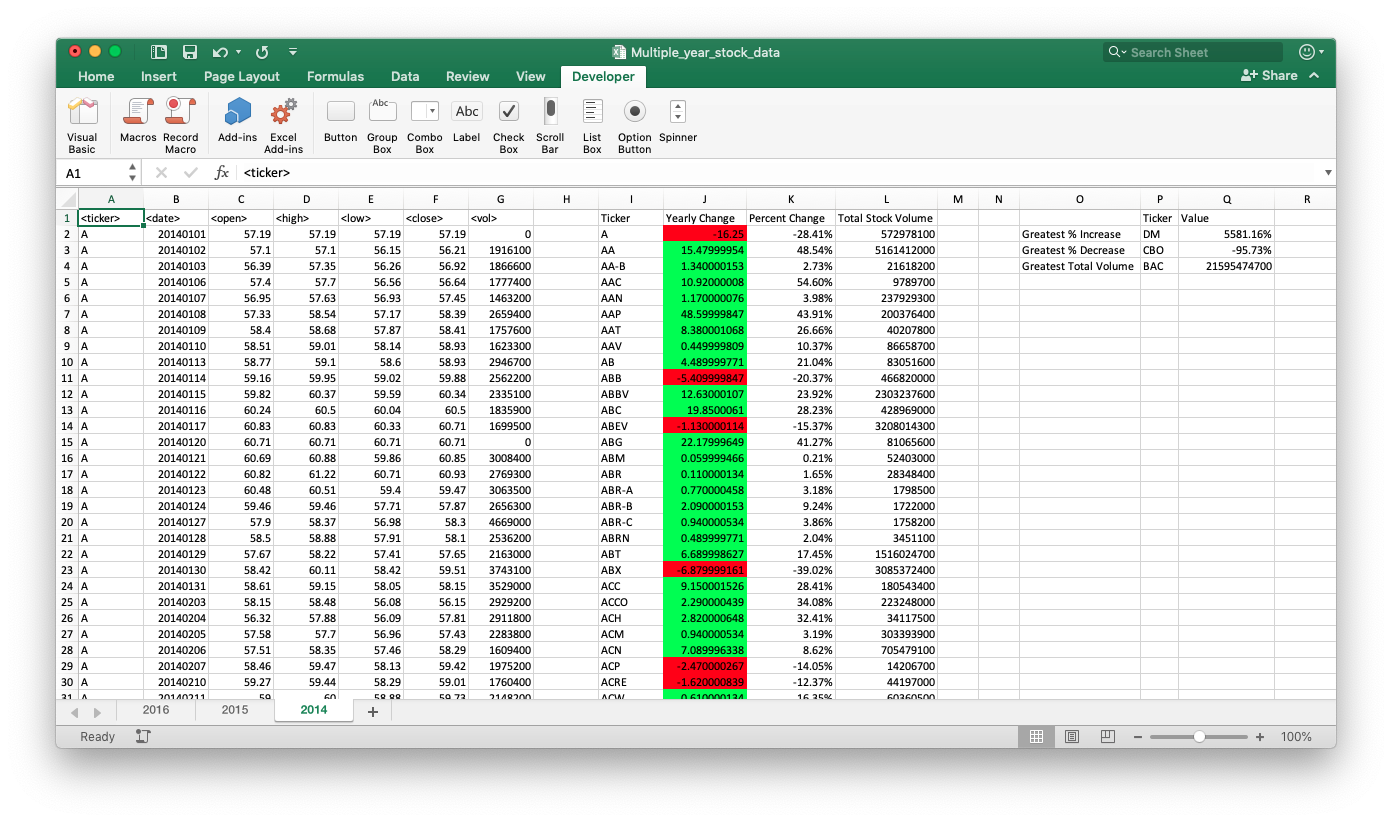 Multiple_year_stock_data
Search Sheet
Home Insert Page Layout Formulas Data Review View Developer Share
Visual Basic Macros Record Macro Add-ins Excel Add-ins Button Group Box Combo Box Label Check Box Scroll Bar List Box Option Button Spinner
Abc Abc
A1 fx <ticker>
A B C D E F G H I J K L M N O P Q R
1 <ticker> <date> <open> <high> <low> <close> <vol> Ticker Yearly Change Percent Change Total Stock Volume Ticker Value
2 A 20140101 57.19 57.19 57.19 57.19 0 A -16.25 -28.41% 572978100 Greatest % Increase DM 5581.16%
3 A 20140102 57.1 57.1 56.15 56.21 1916100 AA 15.47999954 48.54% 5161412000 Greatest % Decrease CBO -95.73%
4 A 20140103 56.39 57.35 56.26 56.92 1866600 AA-B 1.340000153 2.73% 21618200 Greatest Total Volume BAC 21595474700
5 A 20140106 57.4 57.7 56.56 56.64 1777400 AAC 10.92000008 54.60% 9789700
6 A 20140107 56.95 57.63 56.93 57.45 1463200 AAN 1.170000076 3.98% 237929300
7 A 20140108 57.33 58.54 57.17 58.39 2659400 AAP 48.59999847 43.91% 200376400
8 A 20140109 58.4 58.68 57.87 58.41 1757600 AAT 8.380001068 26.66% 40207800
9 A 20140110 58.51 59.01 58.14 58.93 1623300 AAV 0.449999809 10.37% 86658700
10 A 20140113 58.77 59.1 58.6 58.93 2946700 AB 4.489999771 21.04% 83051600
11 A 20140114 59.16 59.95 59.02 59.88 2562200 ABB -5.409999847 -20.37% 466820000
12 A 20140115 59.82 60.37 59.59 60.34 2335100 ABBV 12.63000107 23.92% 2303237600
13 A 20140116 60.24 60.5 60.04 60.5 1835900 ABC 19.8500061 28.23% 428969000
14 A 20140117 60.83 60.83 60.33 60.71 1699500 ABEV -1.130000114 -15.37% 3208014300
15 A 20140120 60.71 60.71 60.71 60.71 0 ABG 22.17999649 41.27% 81065600
16 A 20140121 60.69 60.88 59.86 60.85 3008400 ABM 0.059999466 0.21% 52403000
17 A 20140122 60.82 61.22 60.71 60.93 2769300 ABR 0.110000134 1.65% 28348400
18 A 20140123 60.48 60.51 59.4 59.47 3063500 ABR-A 0.770000458 3.18% 1798500
19 A 20140124 59.46 59.46 57.71 57.87 2656300 ABR-B 2.090000153 9.24% 1722000
20 A 20140127 57.9 58.37 56.98 58.3 4669000 ABR-C 0.940000534 3.86% 1758200
21 A 20140128 58.5 58.88 57.91 58.1 2536200 ABRN 0.489999771 2.04% 3451100
22 A 20140129 57.67 58.22 57.41 57.65 2163000 ABT 6.689998627 17.45% 1516024700
23 A 20140130 58.42 60.11 58.42 59.51 3743100 ABX -6.879999161 -39.02% 3085372400
24 A 20140131 58.61 59.15 58.05 58.15 3529000 ACC 9.150001526 28.41% 180543400
25 A 20140203 58.15 58.48 56.08 56.15 2929200 ACCO 2.290000439 34.08% 223248000
26 A 20140204 56.32 57.88 56.09 57.81 2911800 ACH 2.820000648 32.41% 34117500
27 A 20140205 57.58 57.7 56.96 57.43 2283800 ACM 0.940000534 3.19% 303393900
28 A 20140206 57.51 58.35 57.46 58.29 1609400 ACN 7.089996338 8.62% 705479100
29 A 20140207 58.46 59.47 58.13 59.42 1975200 ACP -2.470000267 -14.05% 14206700
30 A 20140210 59.27 59.44 58.29 59.01 1760400 ACRE -1.620000839 -12.37% 44197000
31 A 20140211 59 60 58.88 59.73 2148200 ACW 0.610000134 16.35% 60360500
2016 2015 2014
Ready 100%